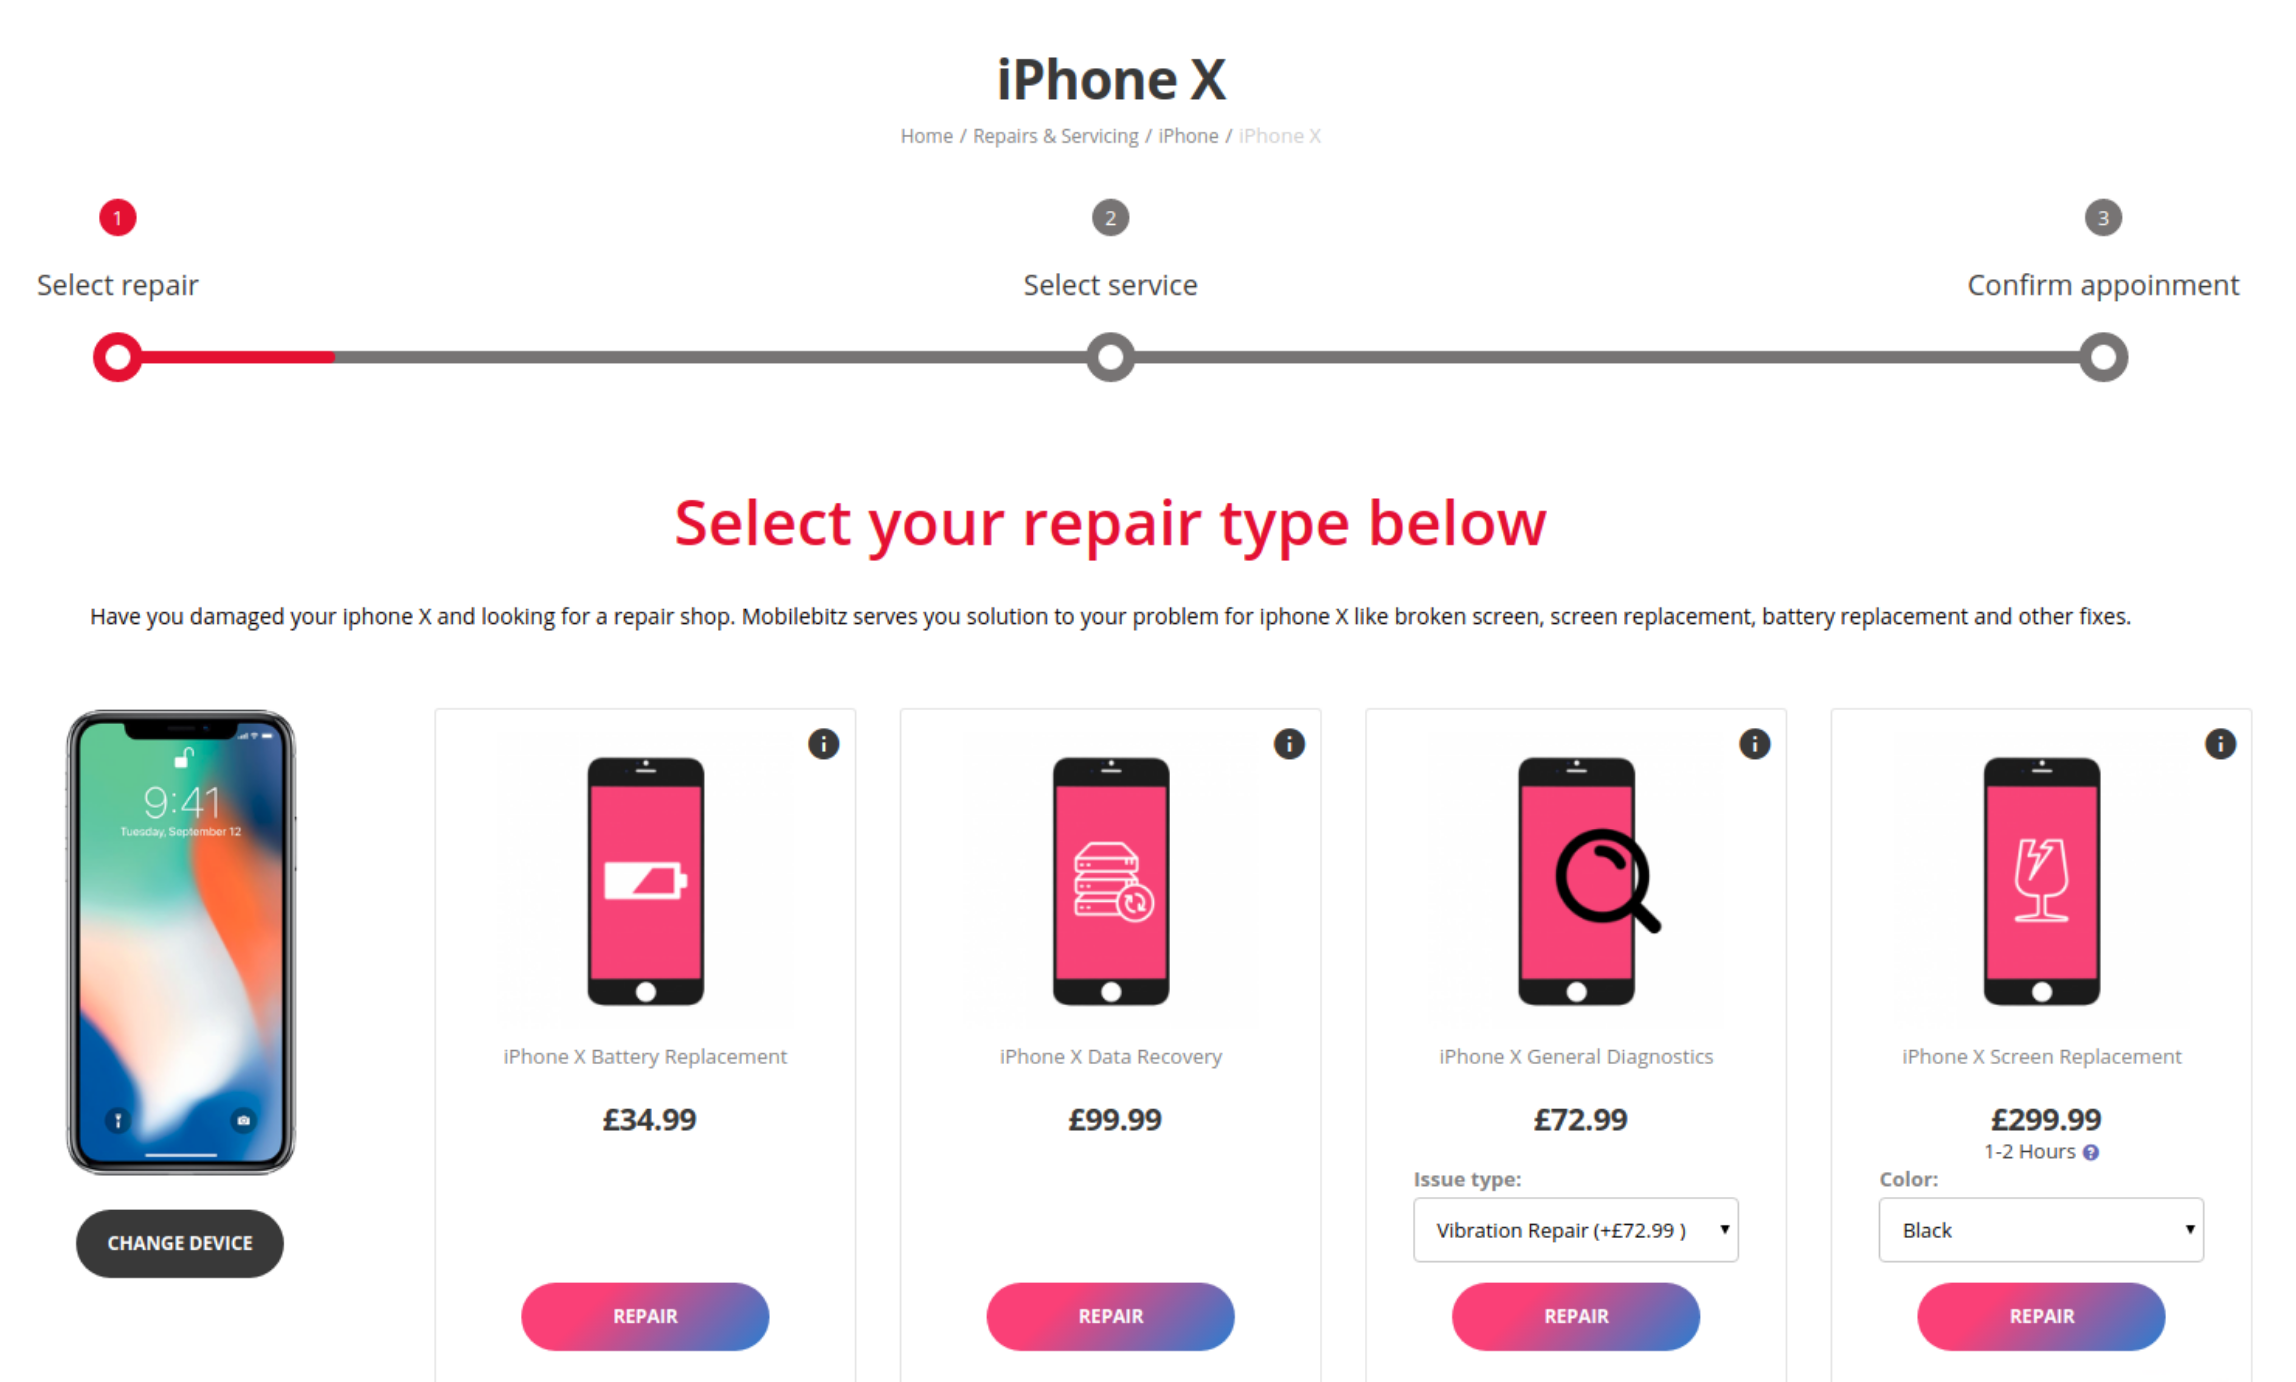 iPhone X
Home / Repairs & Servicing / iPhone / iPhone X
1
2
3
Select repair
Select service
Confirm appoinment
Select your repair type below
Have you damaged your iphone X and looking for a repair shop. Mobilebitz serves you solution to your problem for iphone X like broken screen, screen replacement, battery replacement and other fixes.
9:41
Tuesday, September 12
CHANGE DEVICE
i
iPhone X Battery Replacement
£34.99
REPAIR
i
iPhone X Data Recovery
£99.99
REPAIR
i
iPhone X General Diagnostics
£72.99
Issue type:
Vibration Repair (+£72.99 )
REPAIR
i
iPhone X Screen Replacement
£299.99
1-2 Hours ?
Color:
Black
REPAIR